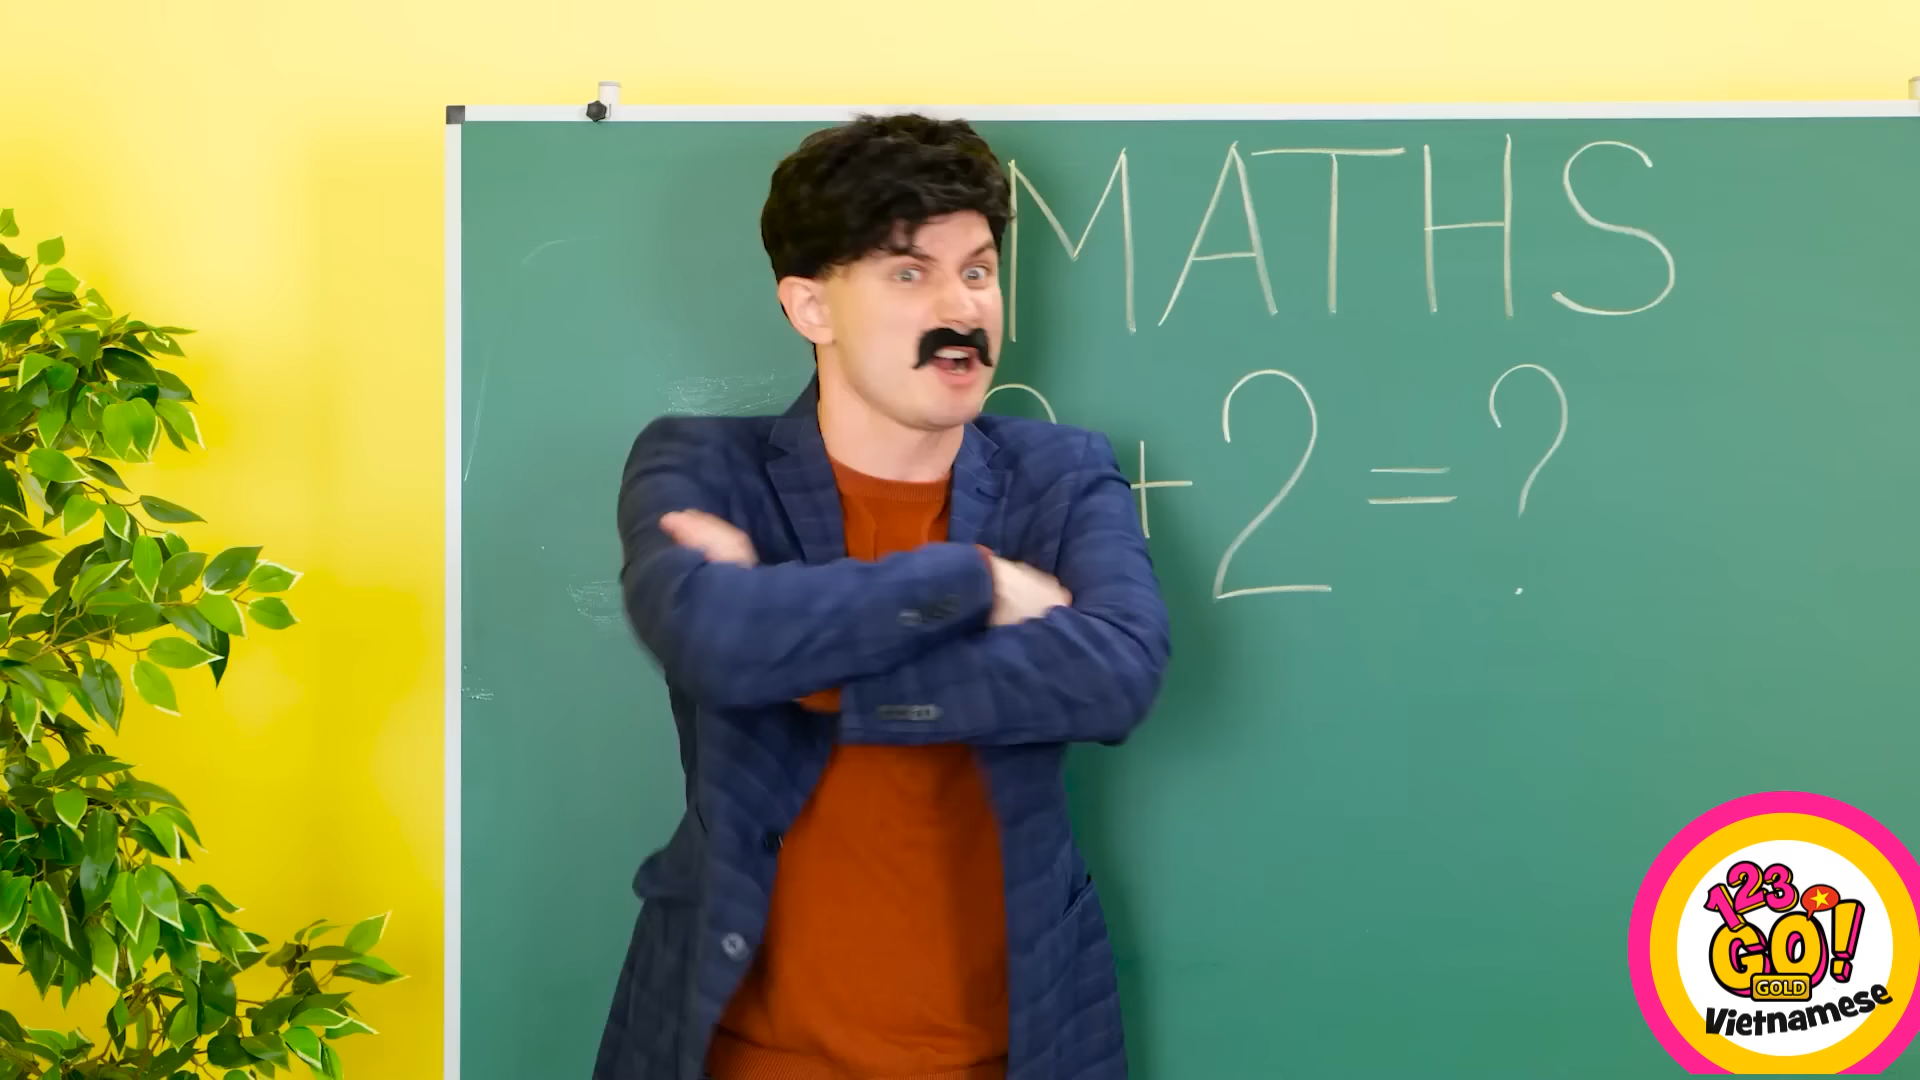 MATHS
+ 2 = ?
123
GO!
GOLD
Vietnamese